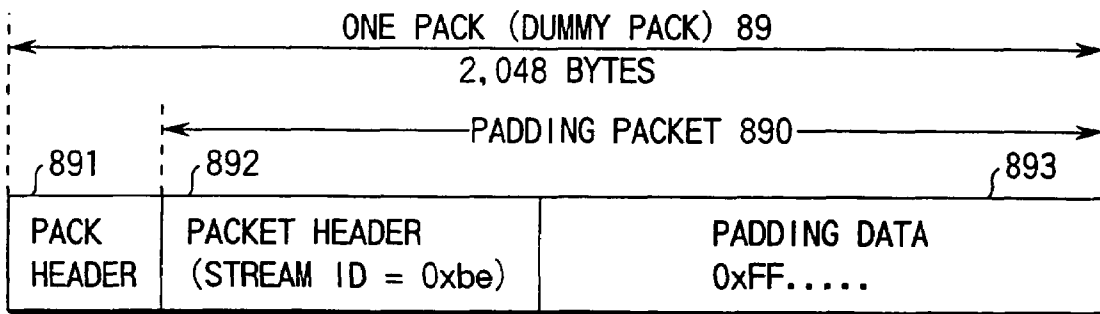 ONE PACK (DUMMY PACK) 89
2,048 BYTES
PADDING PACKET 890
891
892
893
PACK
HEADER
PACKET HEADER
(STREAM ID = 0xbe)
PADDING DATA
0xFF.....